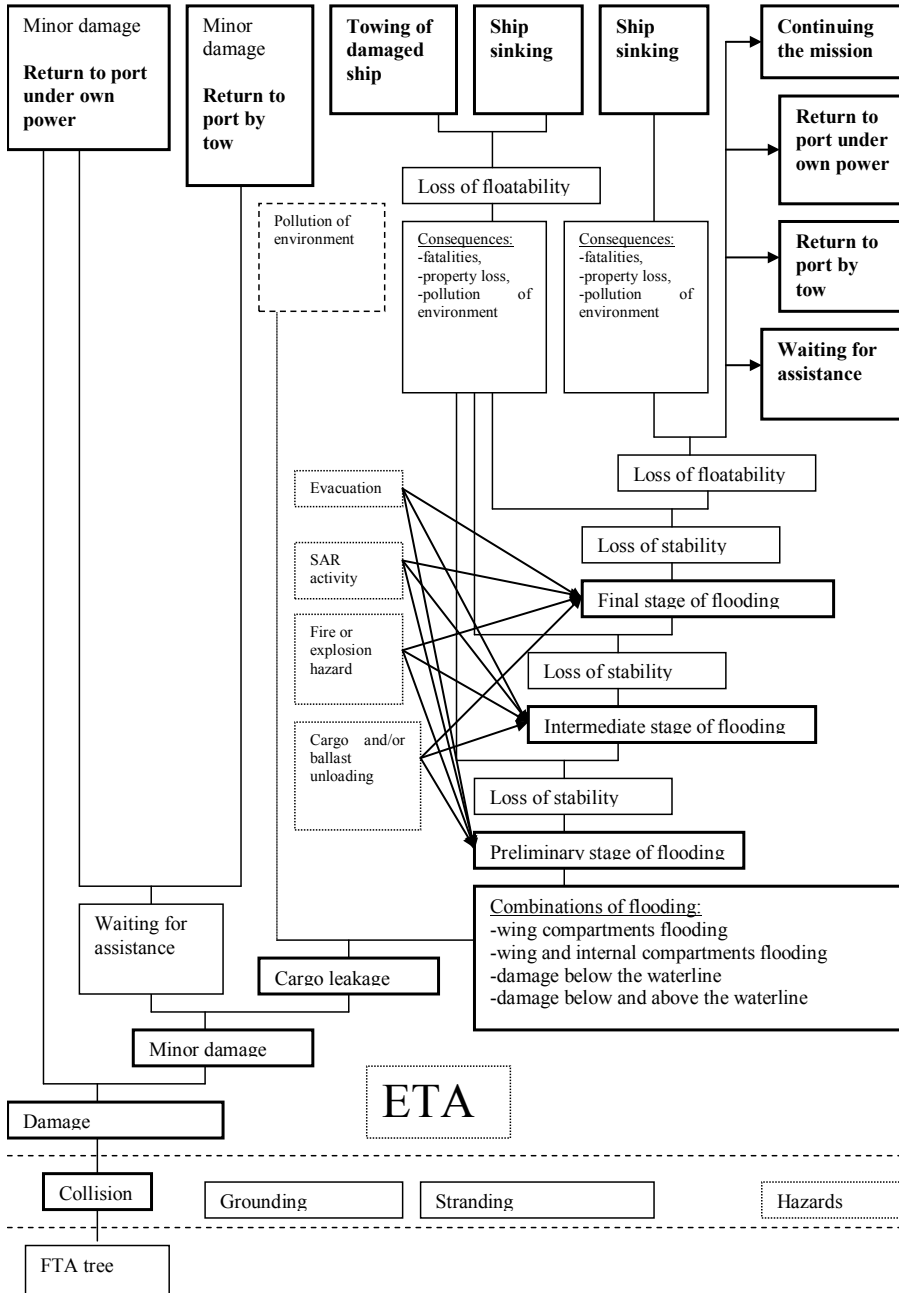 Minor damage
Return to port
under own
power
Minor
damage
Return to
port by
tow
Towing of
damaged
ship
Ship
sinking
Ship
sinking
Continuing
the mission
Return to
port under
own power
Return to
port by
tow
Waiting for
assistance
Loss of floatability
Pollution of
environment
Consequences:
-fatalities,
-property loss,
-pollution of
environment
Consequences:
-fatalities,
-property loss,
-pollution of
environment
Loss of floatability
Evacuation
Loss of stability
SAR
activity
Final stage of flooding
Fire or
explosion
hazard
Loss of stability
Intermediate stage of flooding
Cargo and/or
ballast
unloading
Loss of stability
Preliminary stage of flooding
Combinations of flooding:
-wing compartments flooding
-wing and internal compartments flooding
-damage below the waterline
-damage below and above the waterline
Waiting for
assistance
Cargo leakage
Minor damage
ETA
Damage
Collision
Grounding
Stranding
Hazards
FTA tree